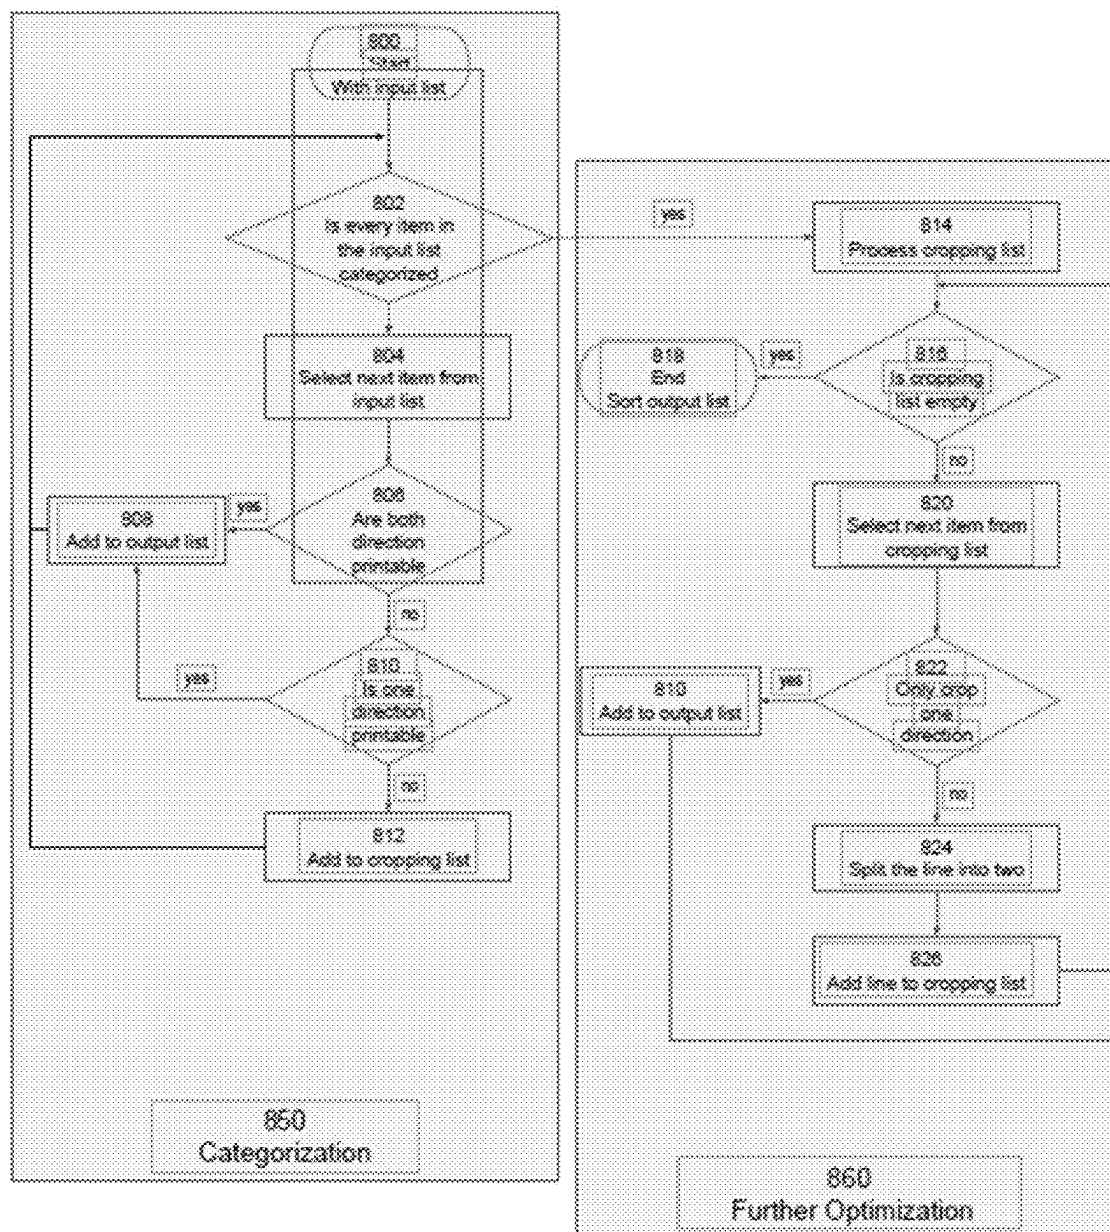 800
Start
With input list
802
Is every item in
the input list
categorized
804
Select next item from
input list
806
Are both
direction
printable
yes
808
Add to output list
no
810
Is one
direction
printable
yes
no
812
Add to cropping list
850
Categorization
yes
814
Process cropping list
816
Is cropping
list empty
yes
818
End
Sort output list
no
820
Select next item from
cropping list
822
Only crop
one
direction
yes
810
Add to output list
no
824
Split the line into two
826
Add line to cropping list
860
Further Optimization